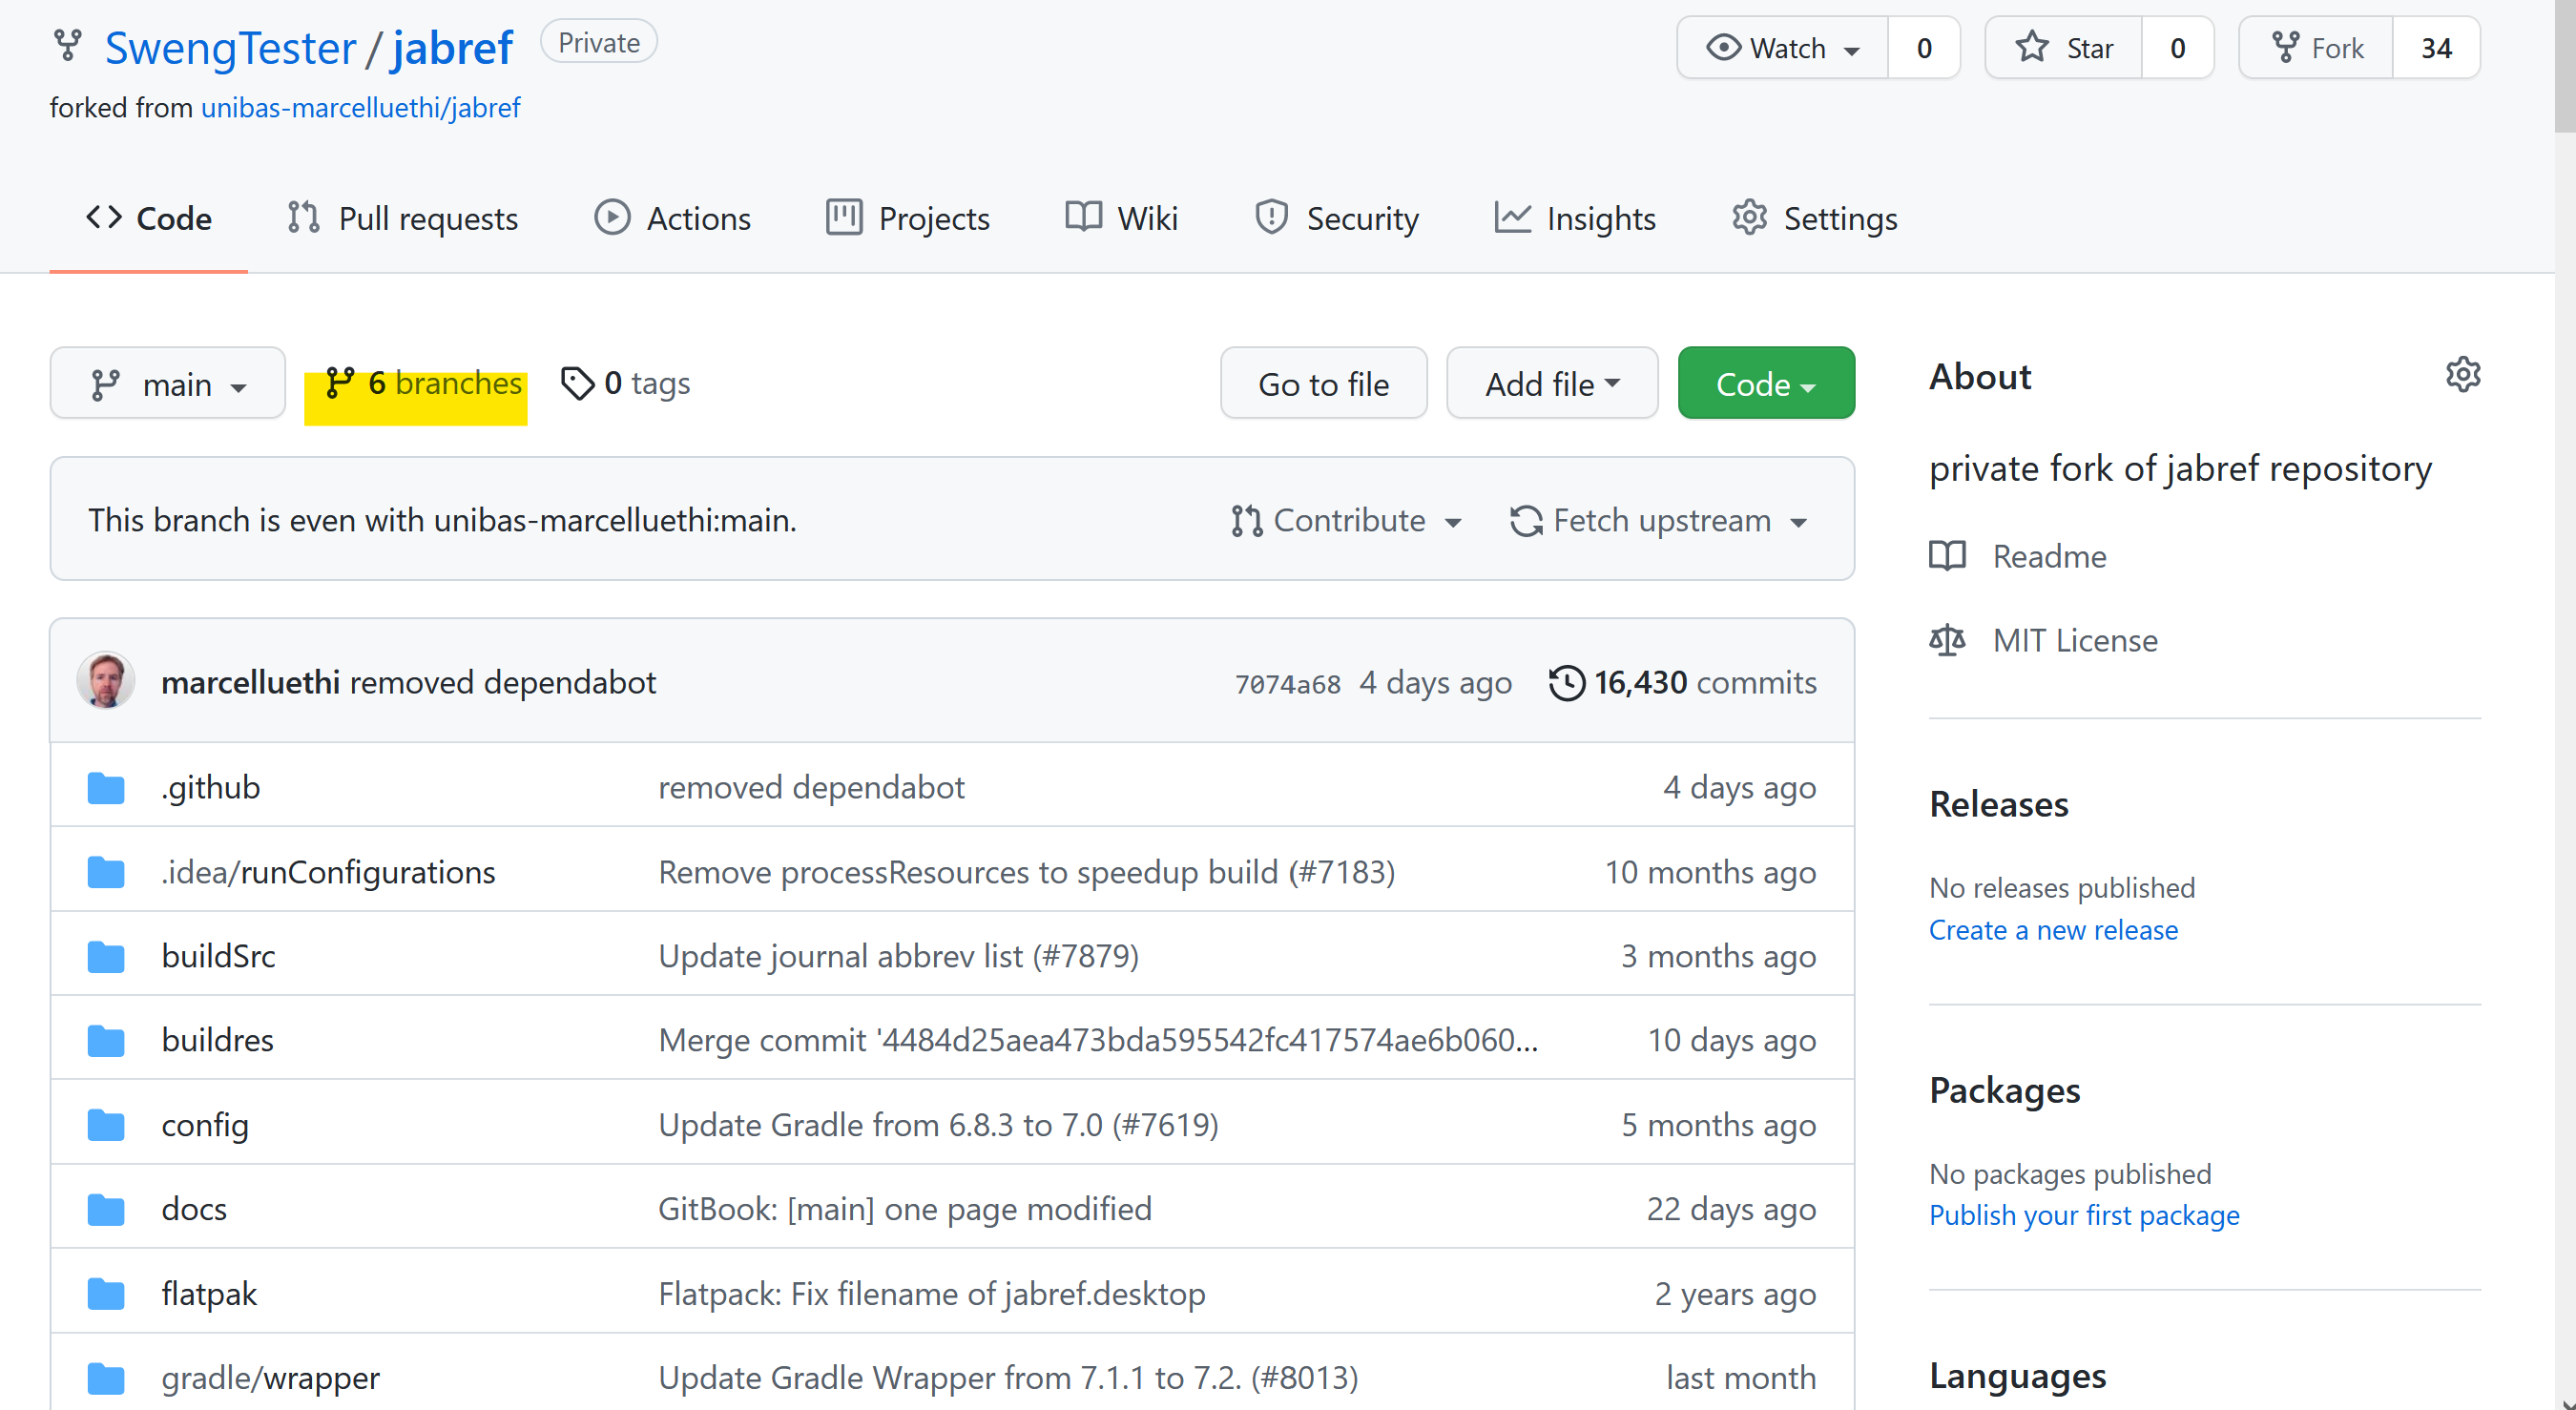 SwengTester / jabref Private Watch 0 Star 0 Fork 34
forked from unibas-marcelluethi/jabref
Code Pull requests Actions Projects Wiki Security Insights Settings
main 6 branches 0 tags Go to file Add file Code
This branch is even with unibas-marcelluethi:main. Contribute Fetch upstream
marcelluethi removed dependabot 7074a68 4 days ago 16,430 commits
.github removed dependabot 4 days ago
.idea/runConfigurations Remove processResources to speedup build (#7183) 10 months ago
buildSrc Update journal abbrev list (#7879) 3 months ago
buildres Merge commit '4484d25aea473bda595542fc417574ae6b060... 10 days ago
config Update Gradle from 6.8.3 to 7.0 (#7619) 5 months ago
docs GitBook: [main] one page modified 22 days ago
flatpak Flatpack: Fix filename of jabref.desktop 2 years ago
gradle/wrapper Update Gradle Wrapper from 7.1.1 to 7.2. (#8013) last month
About
private fork of jabref repository
Readme
MIT License
Releases
No releases published
Create a new release
Packages
No packages published
Publish your first package
Languages